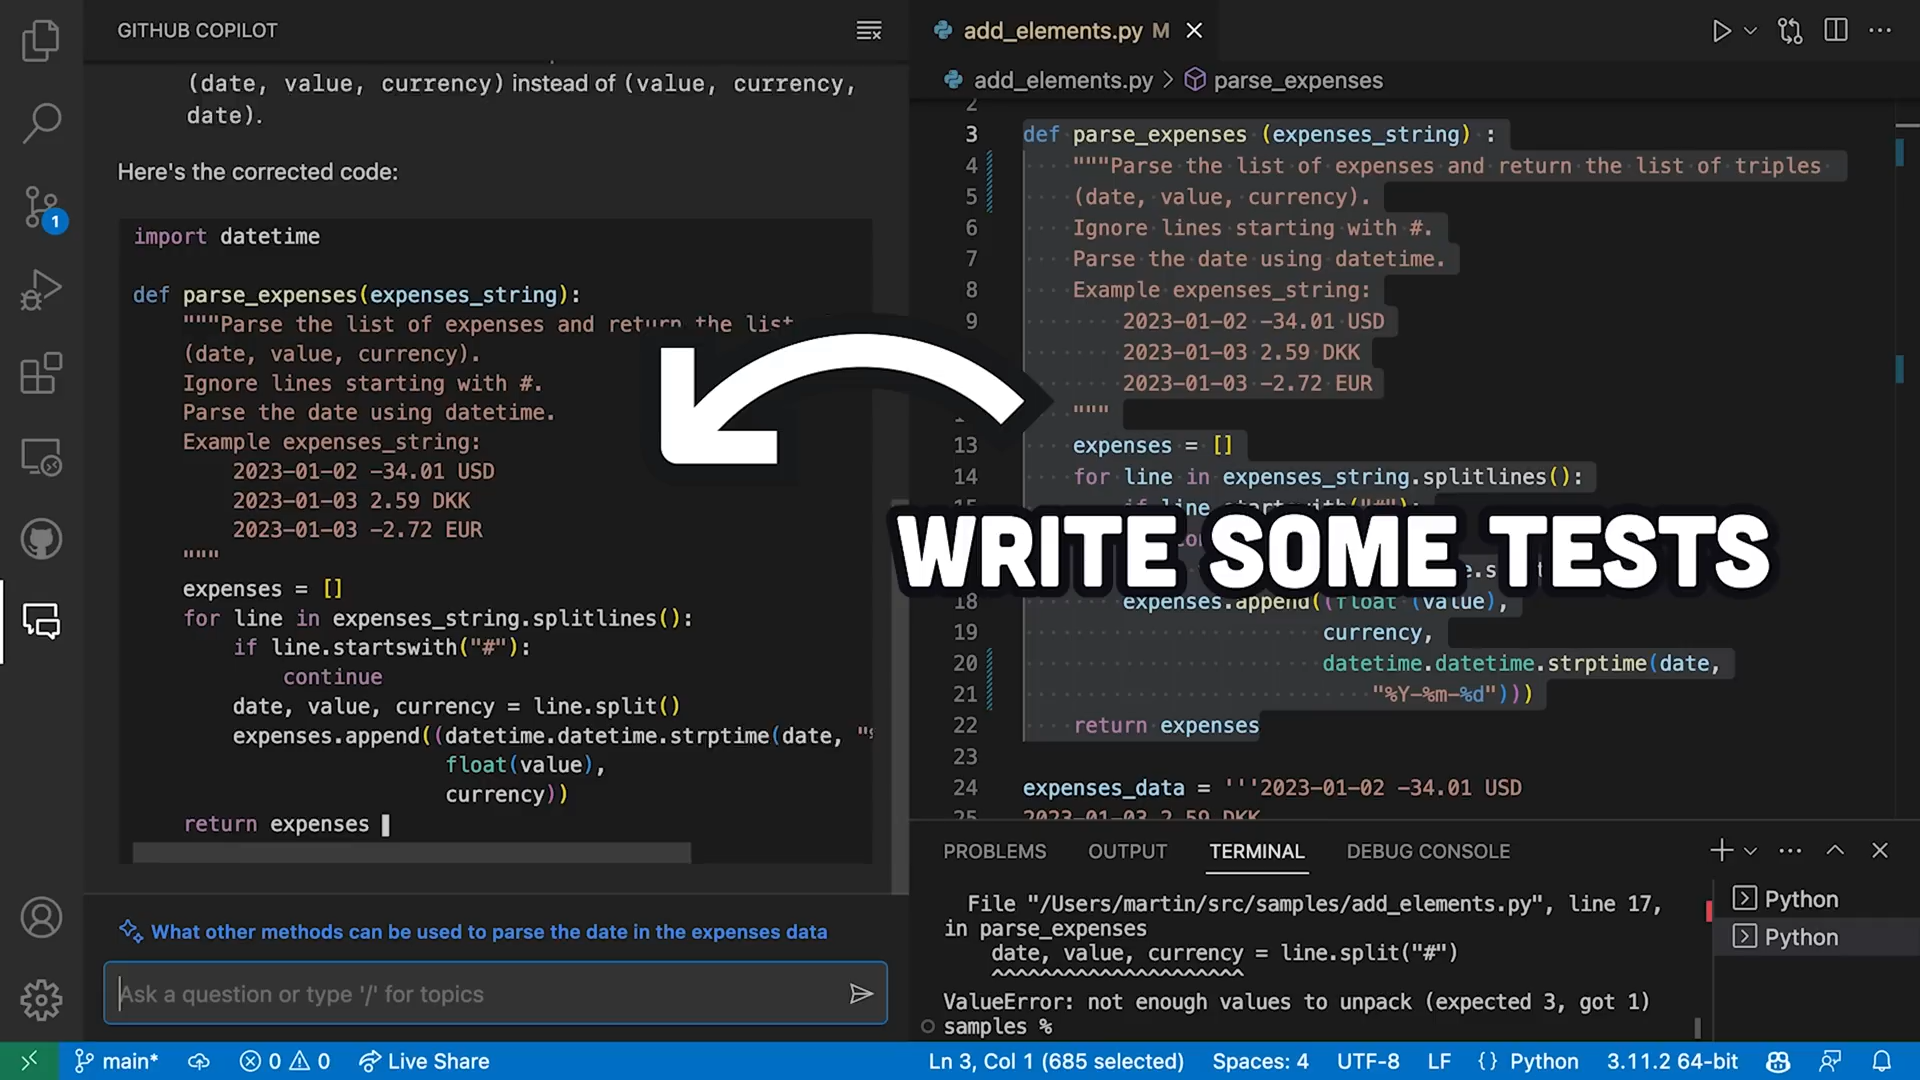 GITHUB COPILOT
(date, value, currency) instead of (value, currency,
date).
Here's the corrected code:
import datetime
def parse_expenses(expenses_string):
"""Parse the list of expenses and return the list
(date, value, currency).
Ignore lines starting with #.
Parse the date using datetime.
Example expenses_string:
2023-01-02 -34.01 USD
2023-01-03 2.59 DKK
2023-01-03 -2.72 EUR
"""
expenses = []
for line in expenses_string.splitlines():
if line.startswith("#"):
continue
date, value, currency = line.split()
expenses.append((datetime.datetime.strptime(date, "%
float(value),
currency))
return expenses
What other methods can be used to parse the date in the expenses data
Ask a question or type '/' for topics
add_elements.py M
add_elements.py > parse_expenses
2
3 def parse_expenses (expenses_string) :
4 """Parse the list of expenses and return the list of triples
5 (date, value, currency).
6 Ignore lines starting with #.
7 Parse the date using datetime.
8 Example expenses_string:
9 2023-01-02 -34.01 USD
2023-01-03 2.59 DKK
2023-01-03 -2.72 EUR
"""
13 expenses = []
14 for line in expenses_string.splitlines():
15 if line.startswith("#"):
WRITE SOME TESTS
18 expenses.append((float (value),
19 currency,
20 datetime.datetime.strptime(date,
21 "%Y-%m-%d")))
22 return expenses
23
24 expenses_data = '''2023-01-02 -34.01 USD
25 2023-01-03 2.59 DKK
PROBLEMS OUTPUT TERMINAL DEBUG CONSOLE
File "/Users/martin/src/samples/add_elements.py", line 17,
in parse_expenses
date, value, currency = line.split("#")
^^^^^^^^^^^^^^^^^^^^^
ValueError: not enough values to unpack (expected 3, got 1)
samples %
Python
Python
1
main* 0 0 Live Share
Ln 3, Col 1 (685 selected) Spaces: 4 UTF-8 LF {} Python 3.11.2 64-bit